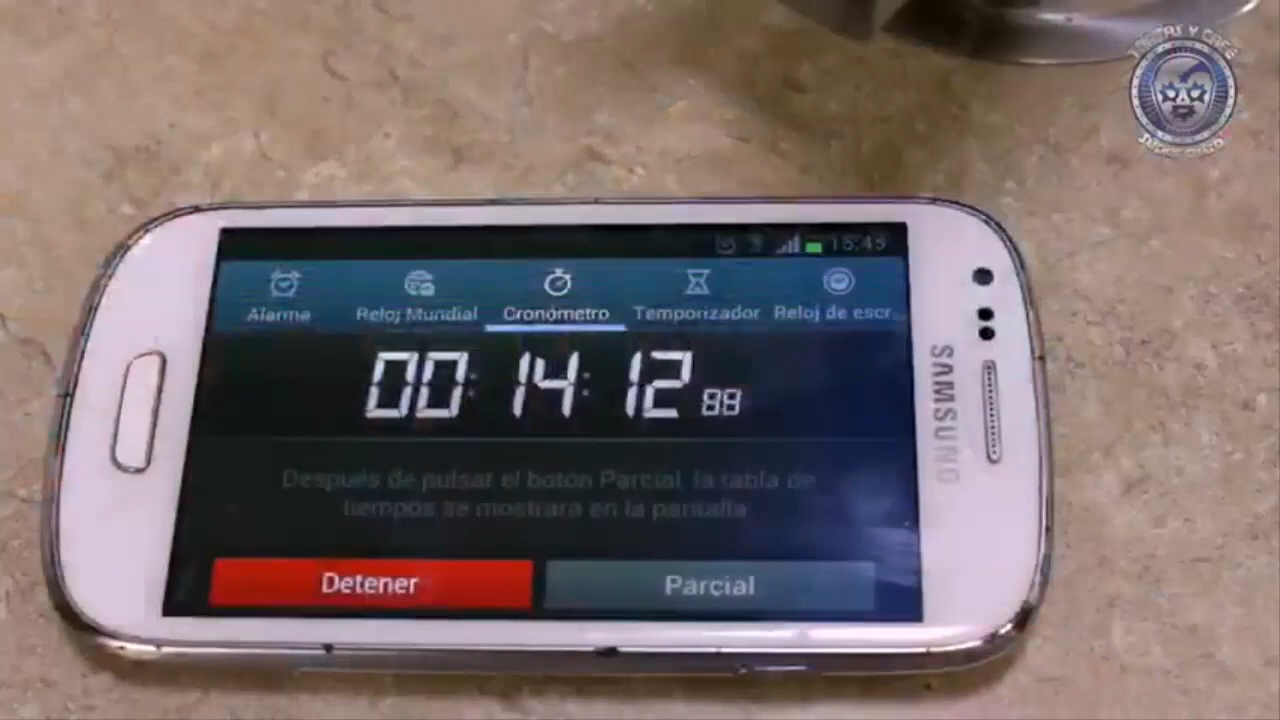 15:45
Alarma
Reloj Mundial
Cronómetro
Temporizador
Reloj de escr
00:14:12
Después de pulsar el botón Parcial, la tabla de
tiempos se mostrará en la pantalla
Detener
Parcial
SAMSUNG